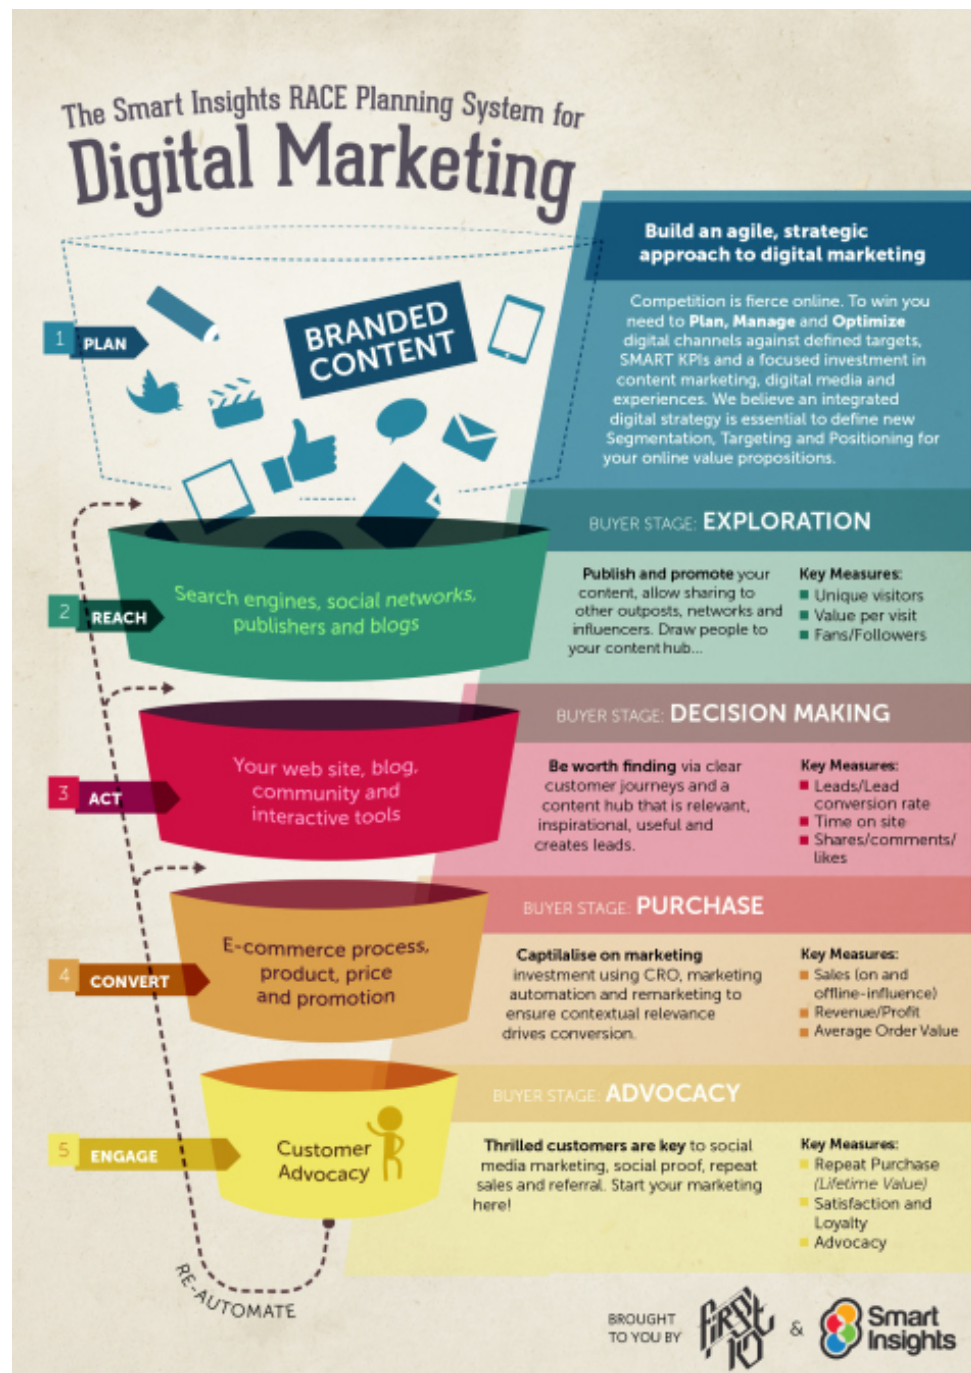 The Smart Insights RACE Planning System for
Digital Marketing
Build an agile, strategic
approach to digital marketing
1 PLAN
BRANDED
CONTENT
Competition is fierce online. To win you
need to Plan, Manage and Optimize
digital channels against defined targets,
SMART KPIs and a focused investment in
content marketing, digital media and
experiences. We believe an integrated
digital strategy is essential to define new
Segmentation, Targeting and Positioning for
your online value propositions.
BUYER STAGE: EXPLORATION
2 REACH
Search engines, social networks,
publishers and blogs
Publish and promote your
content, allow sharing to
other outposts, networks and
influencers. Draw people to
your content hub...
Key Measures:
Unique visitors
Value per visit
Fans/Followers
BUYER STAGE: DECISION MAKING
3 ACT
Your web site, blog,
community and
interactive tools
Be worth finding via clear
customer journeys and a
content hub that is relevant,
inspirational, useful and
creates leads.
Key Measures:
Leads/Lead
conversion rate
Time on site
Shares/comments/
likes
BUYER STAGE: PURCHASE
4 CONVERT
E-commerce process,
product, price
and promotion
Captilalise on marketing
investment using CRO, marketing
automation and remarketing to
ensure contextual relevance
drives conversion.
Key Measures:
Sales (on and
offline-influence)
Revenue/Profit
Average Order Value
BUYER STAGE: ADVOCACY
5 ENGAGE
Customer
Advocacy
Thrilled customers are key to social
media marketing, social proof, repeat
sales and referral. Start your marketing
here!
Key Measures:
Repeat Purchase
(Lifetime Value)
Satisfaction and
Loyalty
Advocacy
RE-AUTOMATE
BROUGHT
TO YOU BY
FIRST
10
&
Smart
Insights